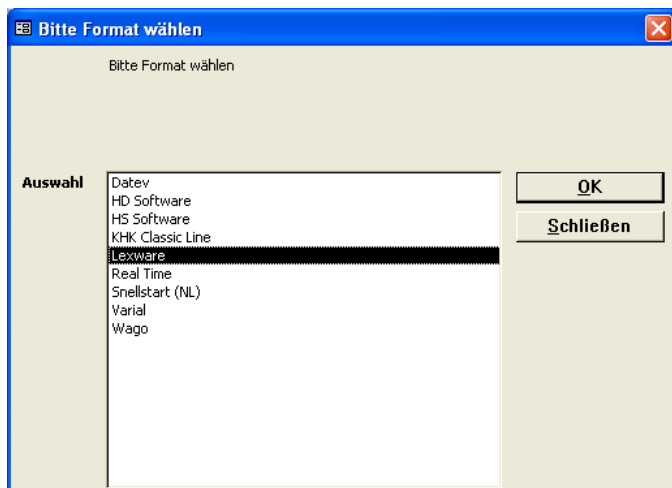 Bitte Format wählen
Bitte Format wählen
Auswahl
Datev
HD Software
HS Software
KHK Classic Line
Lexware
Real Time
Snellstart (NL)
Varial
Wago
OK
Schließen